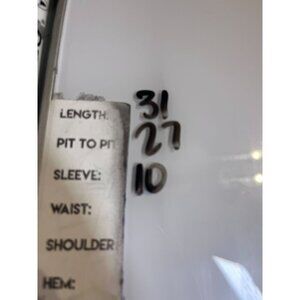 LENGTH: 31
PIT TO PIT 27
SLEEVE: 10
WAIST:
SHOULDER
HEM: